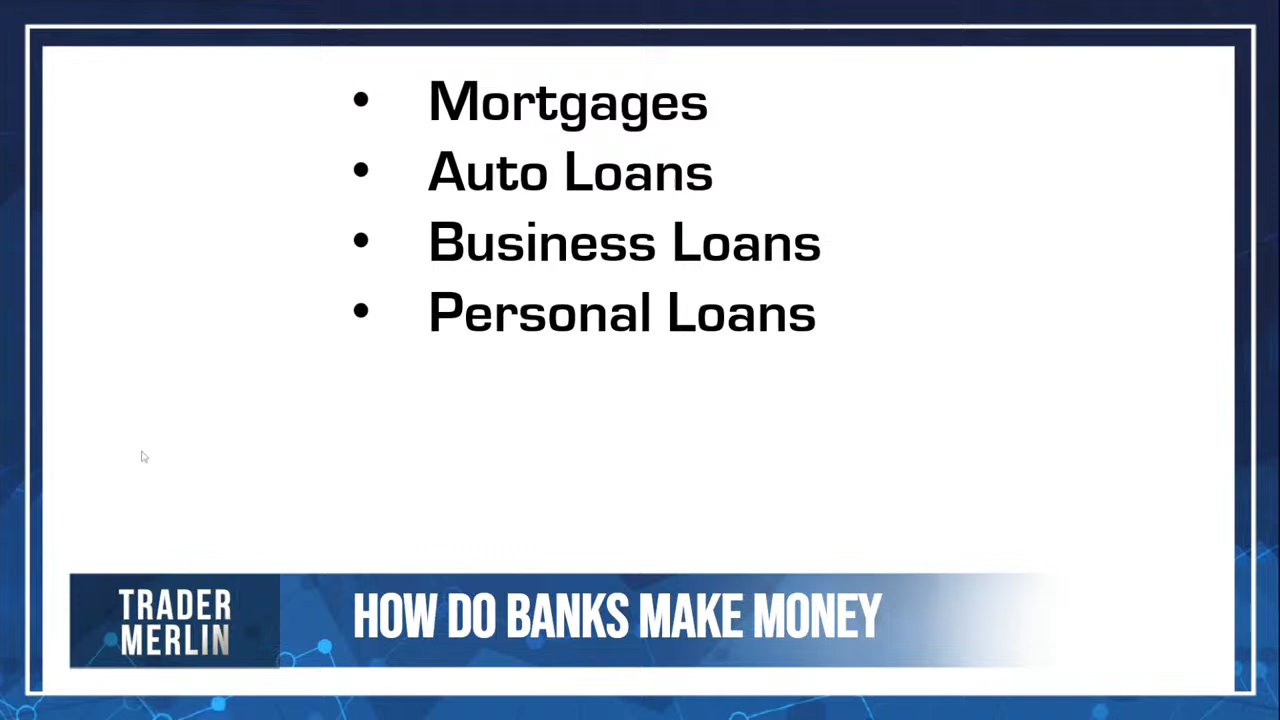 • Mortgages
• Auto Loans
• Business Loans
• Personal Loans
TRADER
MERLIN
HOW DO BANKS MAKE MONEY